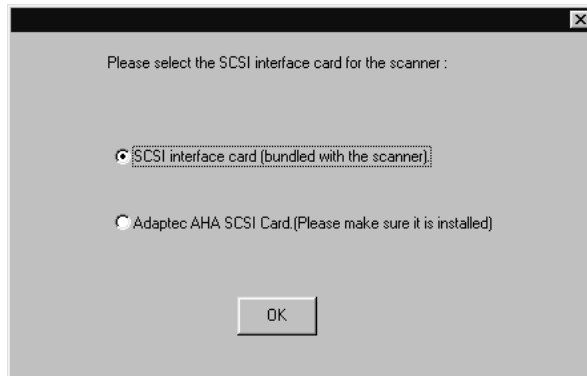 Please select the SCSI interface card for the scanner :
SCSI interface card (bundled with the scanner).
Adaptec AHA SCSI Card.(Please make sure it is installed)
OK